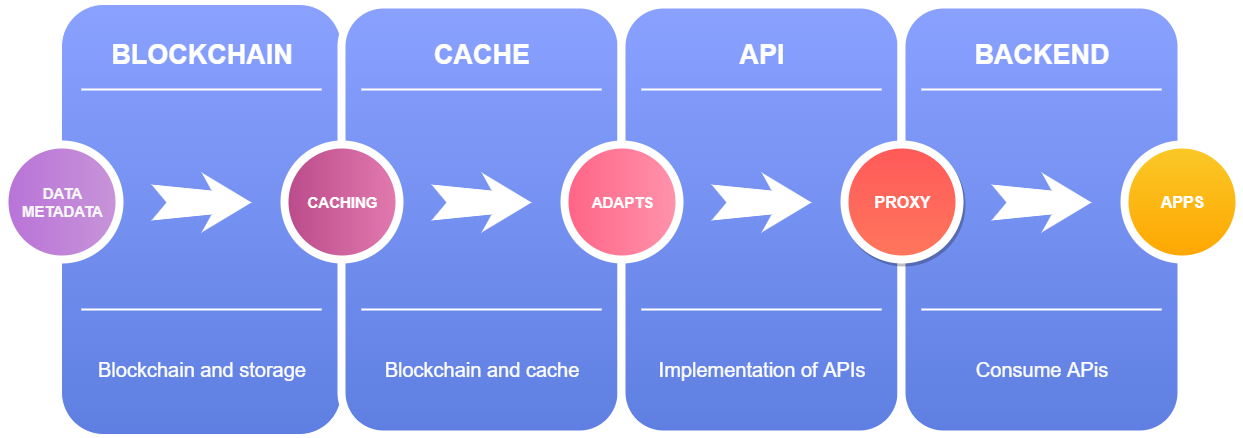 BLOCKCHAIN
CACHE
API
BACKEND
DATA
METADATA
CACHING
ADAPTS
PROXY
APPS
Blockchain and storage
Blockchain and cache
Implementation of APIs
Consume APis